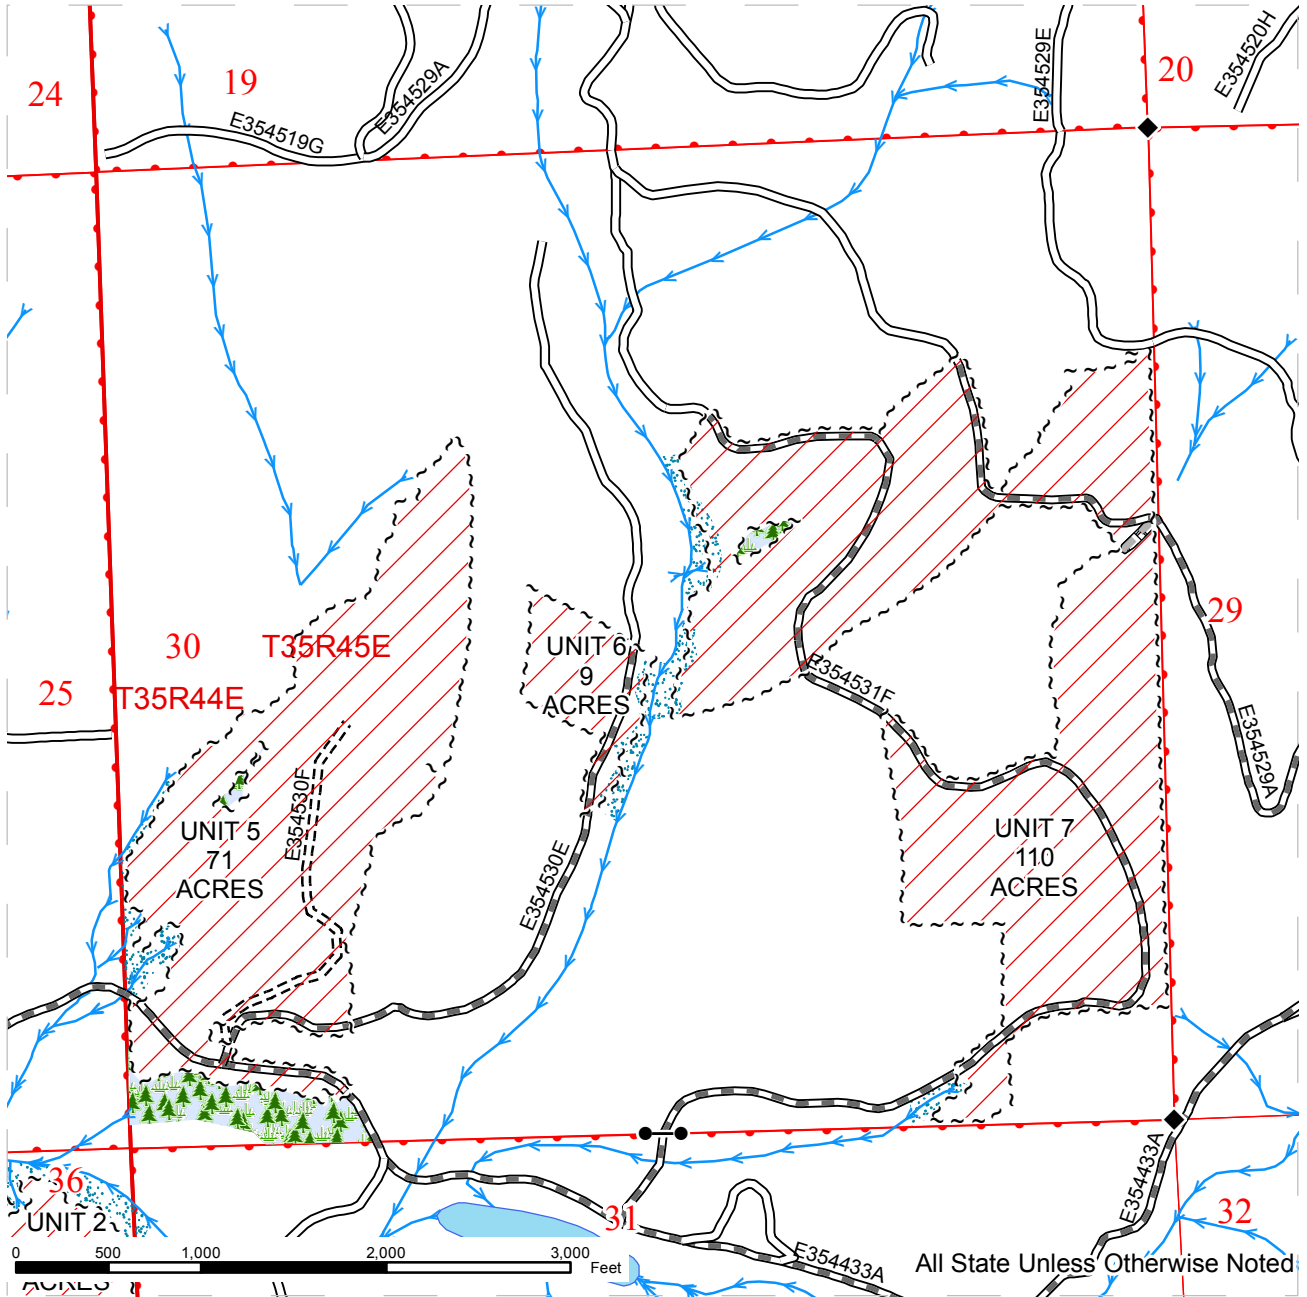 E354529E
E354520H
24
19
E354529A
20
E354519G
29
30
T35R45E
UNIT 6
9
ACRES
25
T35R44E
E354531F
E354529A
E354530F
UNIT 5
71
ACRES
UNIT 7
110
ACRES
E354530E
36
UNIT 2
31
E354433A
32
0 500 1,000 2,000 3,000
Feet
E354433A
All State Unless Otherwise Noted
ACRES